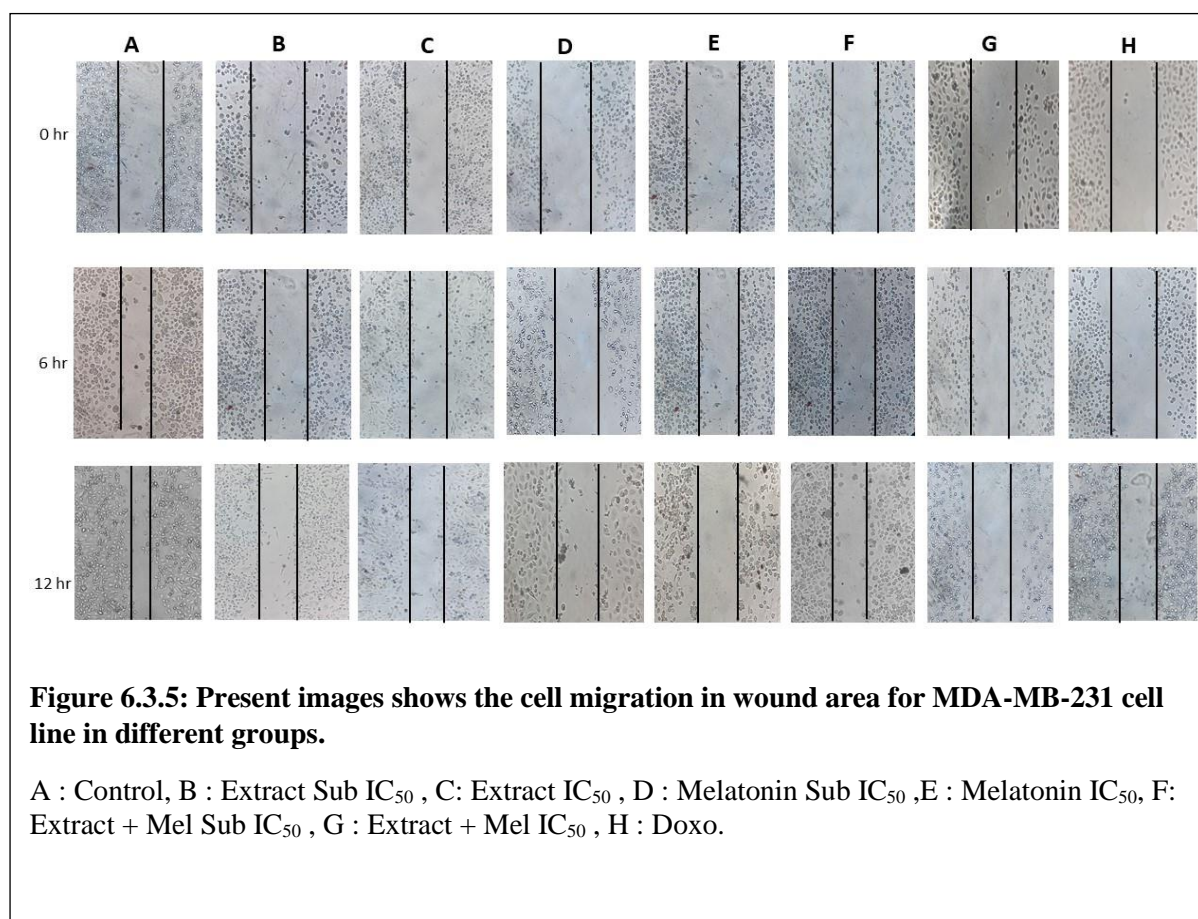 A B C D E F G H
0 hr
6 hr
12 hr
Figure 6.3.5: Present images shows the cell migration in wound area for MDA-MB-231 cell
line in different groups.
A : Control, B : Extract Sub IC₅₀ , C: Extract IC₅₀ , D : Melatonin Sub IC₅₀ ,E : Melatonin IC₅₀, F:
Extract + Mel Sub IC₅₀ , G : Extract + Mel IC₅₀ , H : Doxo.